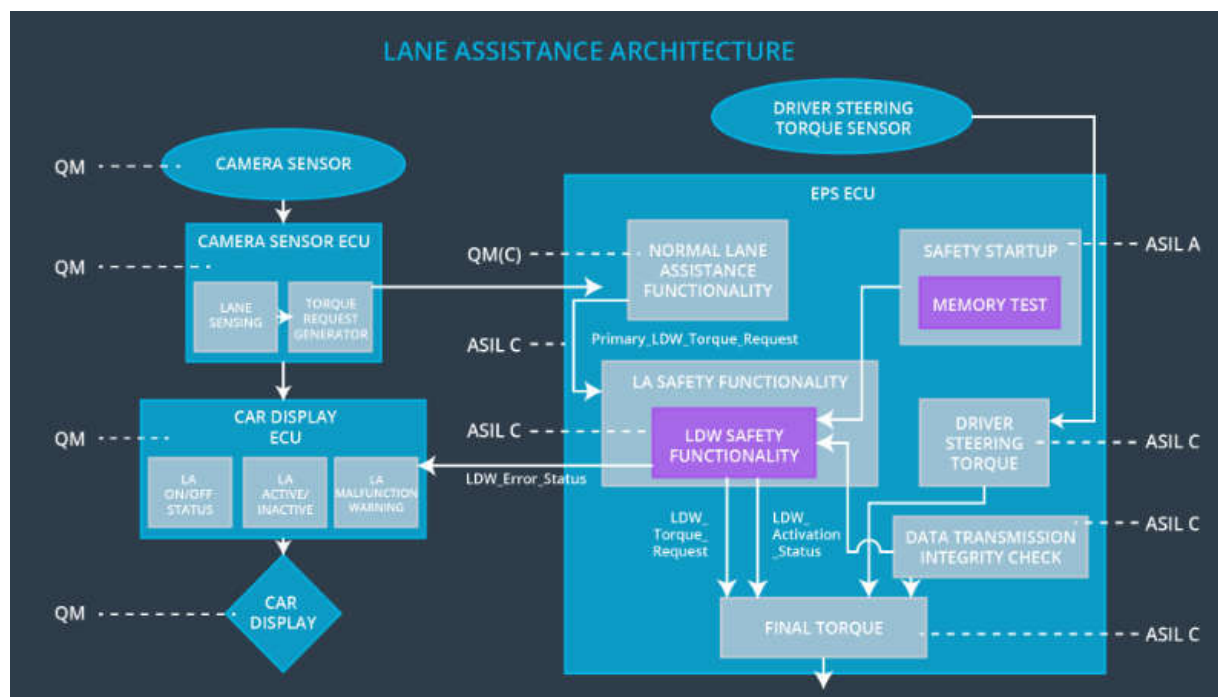 LANE ASSISTANCE ARCHITECTURE
DRIVER STEERING
TORQUE SENSOR
QM
CAMERA SENSOR
EPS ECU
QM
CAMERA SENSOR ECU
LANE
SENSING
TORQUE
REQUEST
GENERATOR
QM(C)
NORMAL LANE
ASSISTANCE
FUNCTIONALITY
SAFETY STARTUP
MEMORY TEST
ASIL A
ASIL C
Primary_LDW_Torque_Request
LA SAFETY FUNCTIONALITY
QM
CAR DISPLAY
ECU
LA
ON/OFF
STATUS
LA
ACTIVE/
INACTIVE
LA
MALFUNCTION
WARNING
ASIL C
LDW SAFETY
FUNCTIONALITY
LDW_Error_Status
DRIVER
STEERING
TORQUE
ASIL C
LDW_
Torque_
Request
LDW_
Activation
_Status
DATA TRANSMISSION
INTEGRITY CHECK
ASIL C
QM
CAR
DISPLAY
FINAL TORQUE
ASIL C